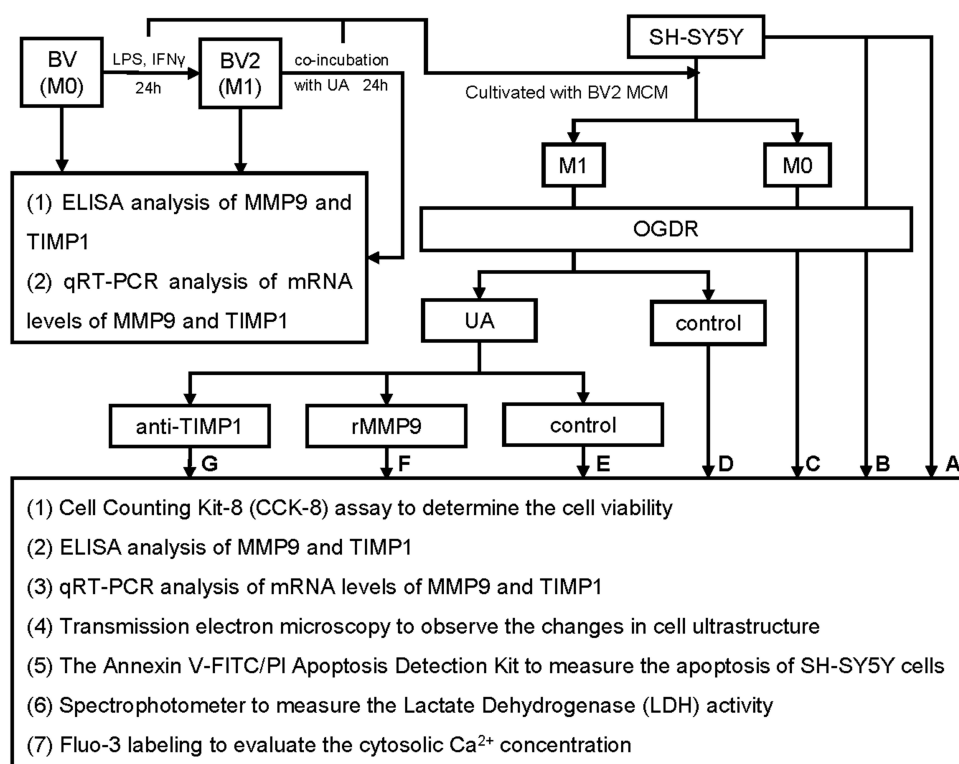 BV
(M0)
LPS, IFNγ
24h
BV2
(M1)
co-incubation
with UA 24h
SH-SY5Y
Cultivated with BV2 MCM
M1
M0
(1) ELISA analysis of MMP9 and
TIMP1
(2) qRT-PCR analysis of mRNA
levels of MMP9 and TIMP1
OGDR
UA
control
anti-TIMP1
rMMP9
control
G
F
E
D
C
B
A
(1) Cell Counting Kit-8 (CCK-8) assay to determine the cell viability
(2) ELISA analysis of MMP9 and TIMP1
(3) qRT-PCR analysis of mRNA levels of MMP9 and TIMP1
(4) Transmission electron microscopy to observe the changes in cell ultrastructure
(5) The Annexin V-FITC/PI Apoptosis Detection Kit to measure the apoptosis of SH-SY5Y cells
(6) Spectrophotometer to measure the Lactate Dehydrogenase (LDH) activity
(7) Fluo-3 labeling to evaluate the cytosolic Ca²⁺ concentration